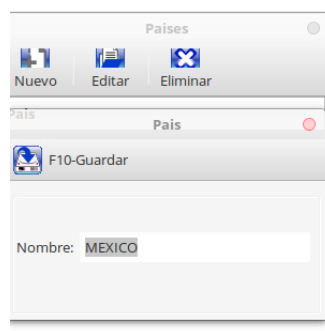 Paises
Nuevo Editar Eliminar
Pais
Pais
F10-Guardar
Nombre: MEXICO